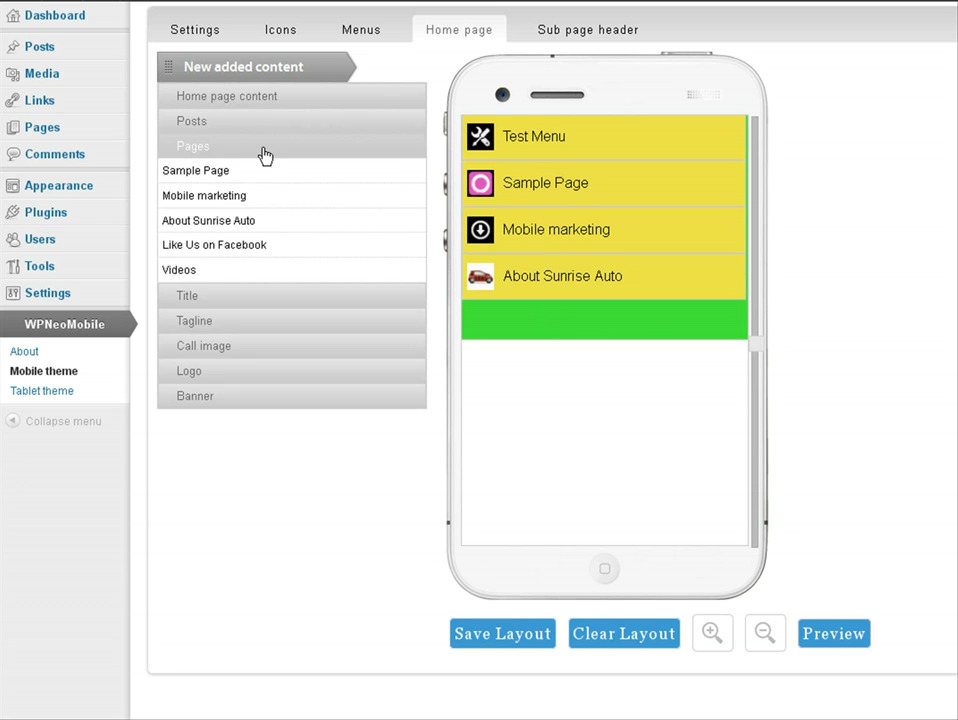 Dashboard
Posts
Media
Links
Pages
Comments
Appearance
Plugins
Users
Tools
Settings
WPNeoMobile
About
Mobile theme
Tablet theme
Collapse menu
Settings
Icons
Menus
Home page
Sub page header
New added content
Home page content
Posts
Pages
Sample Page
Mobile marketing
About Sunrise Auto
Like Us on Facebook
Videos
Title
Tagline
Call image
Logo
Banner
Test Menu
Sample Page
Mobile marketing
About Sunrise Auto
Save Layout
Clear Layout
Preview